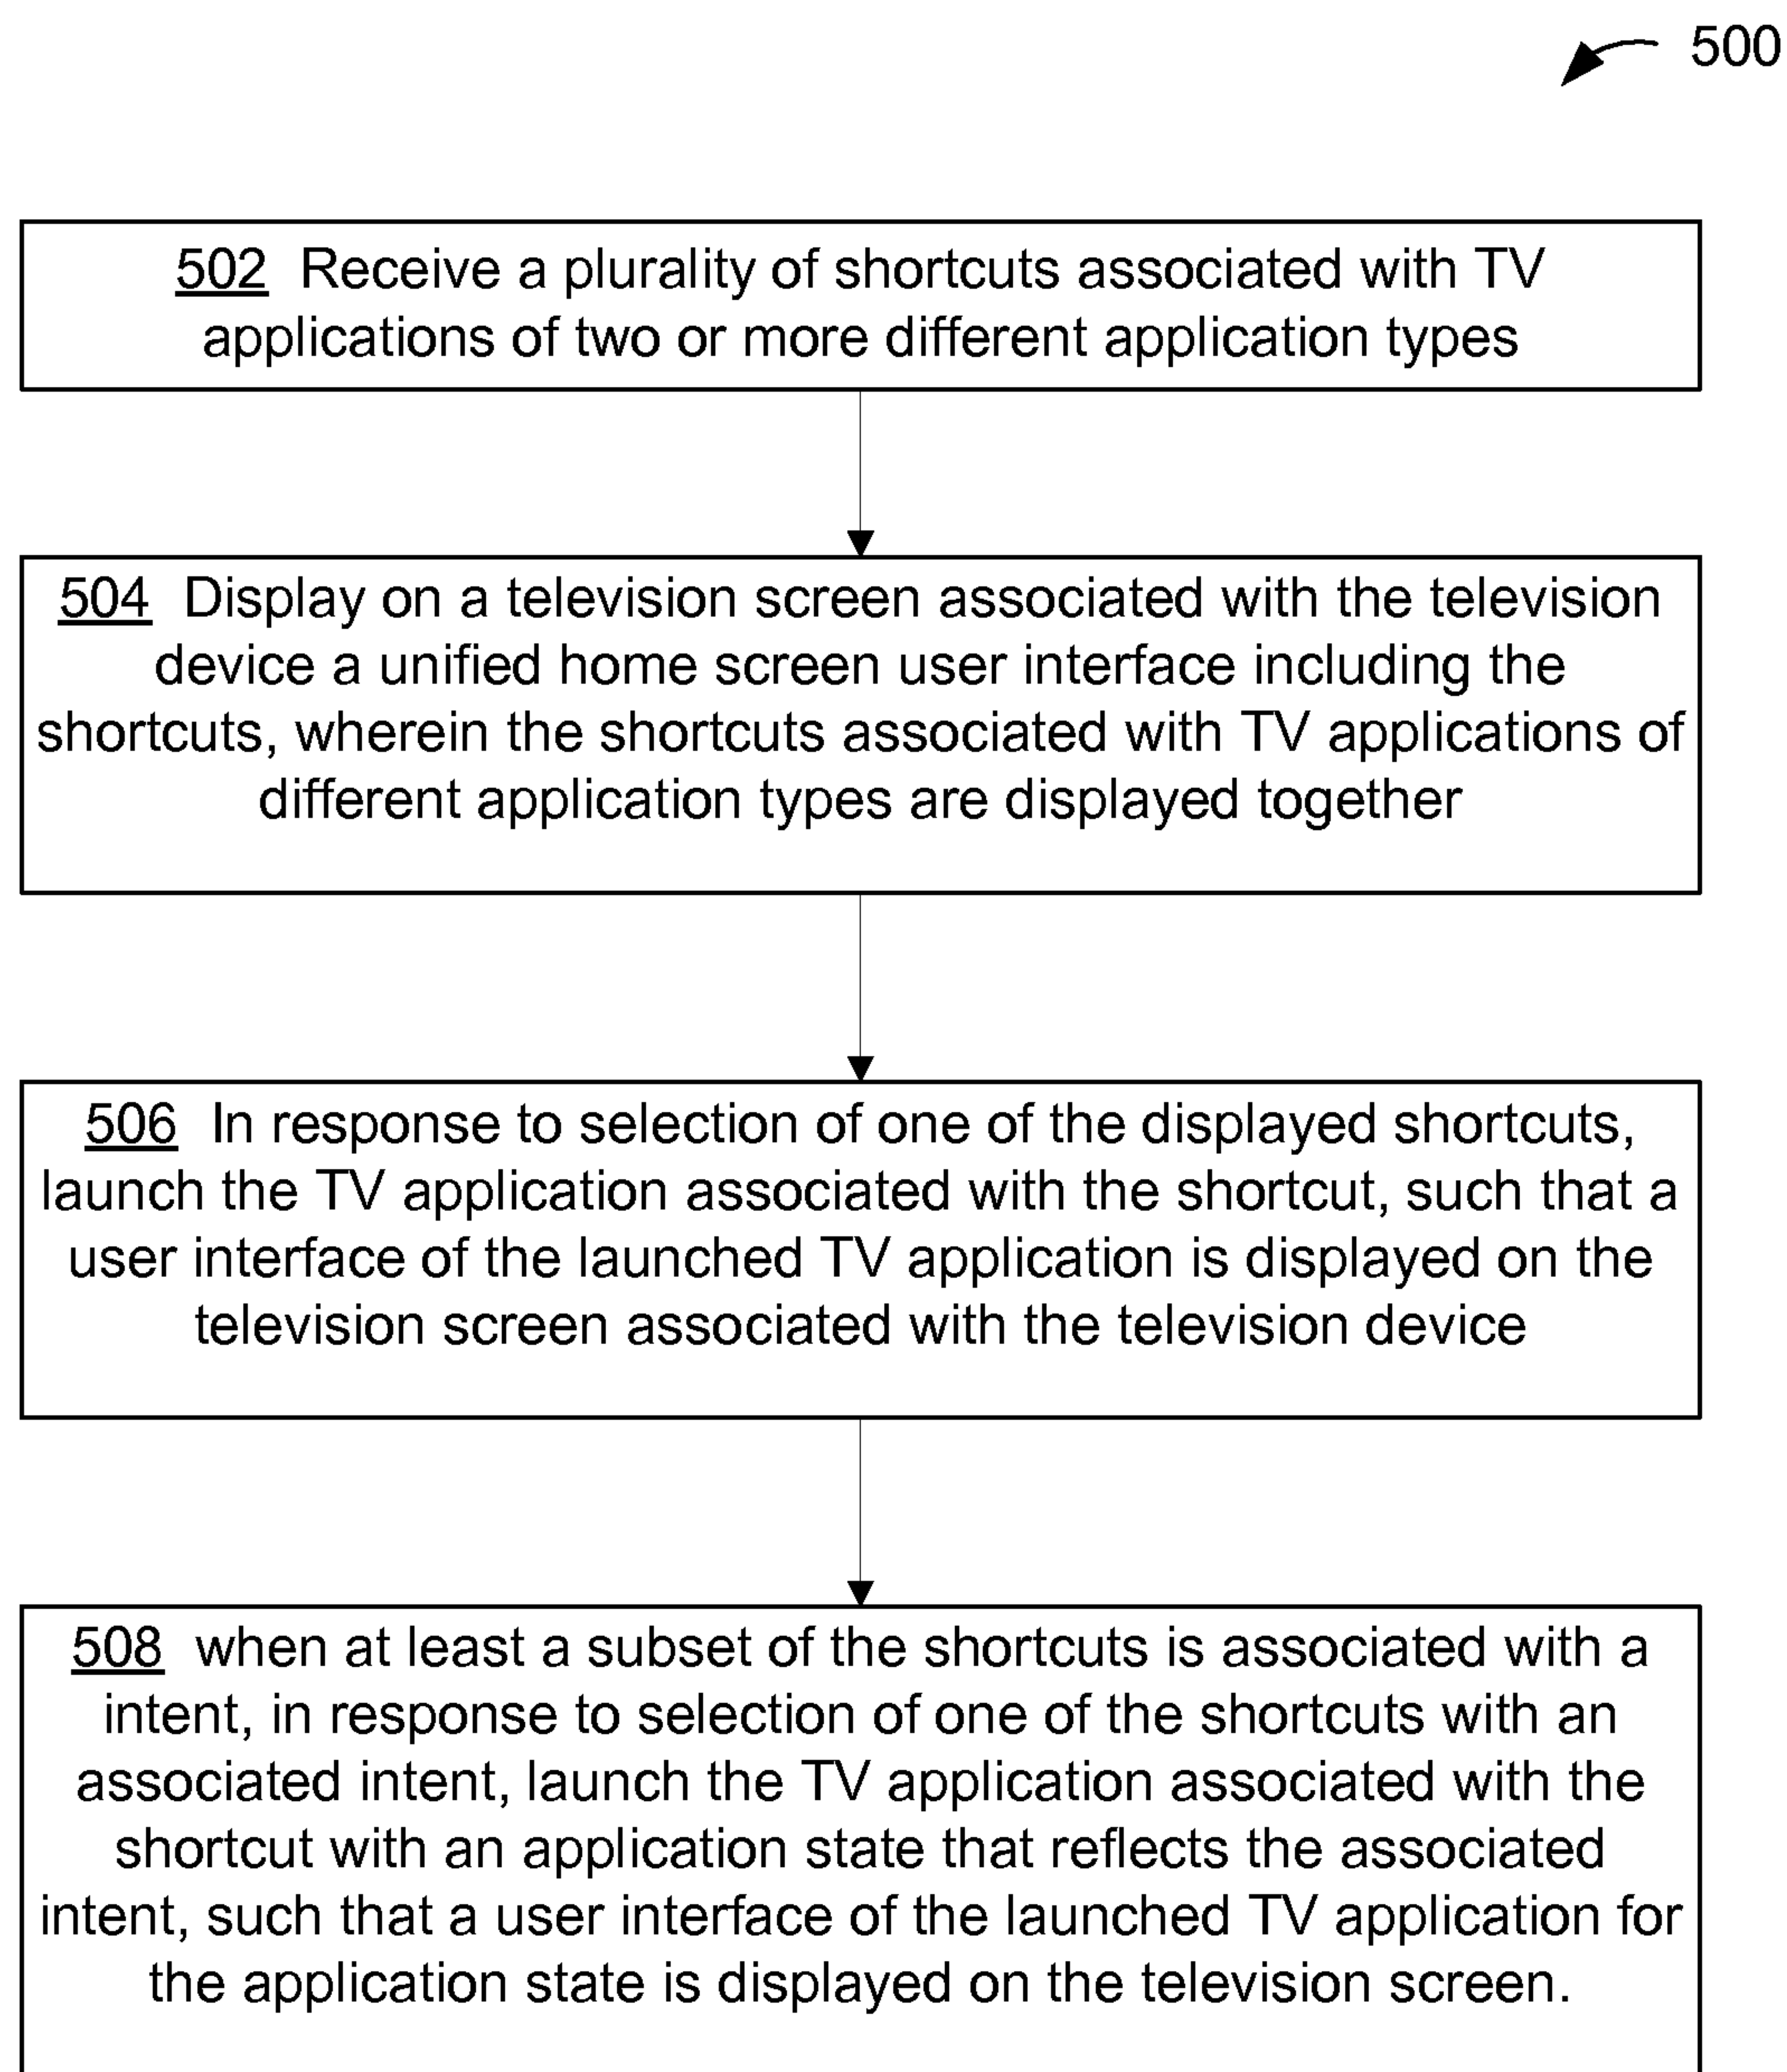 500
502 Receive a plurality of shortcuts associated with TV
applications of two or more different application types
504 Display on a television screen associated with the television
device a unified home screen user interface including the
shortcuts, wherein the shortcuts associated with TV applications of
different application types are displayed together
506 In response to selection of one of the displayed shortcuts,
launch the TV application associated with the shortcut, such that a
user interface of the launched TV application is displayed on the
television screen associated with the television device
508 when at least a subset of the shortcuts is associated with a
intent, in response to selection of one of the shortcuts with an
associated intent, launch the TV application associated with the
shortcut with an application state that reflects the associated
intent, such that a user interface of the launched TV application for
the application state is displayed on the television screen.